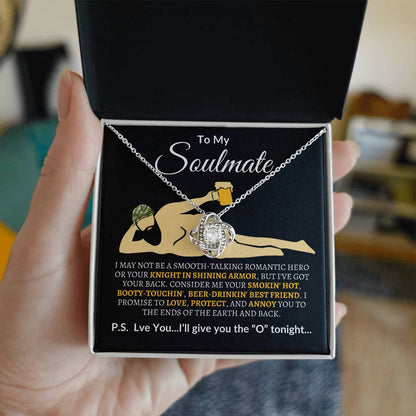 To My
Soulmate
I MAY NOT BE A SMOOTH-TALKING ROMANTIC HERO
OR YOUR KNIGHT IN SHINING ARMOR, BUT I'VE GOT
YOUR BACK. CONSIDER ME YOUR SMOKIN' HOT,
BOOTY-TOUCHIN', BEER-DRINKIN' BEST FRIEND. I
PROMISE TO LOVE, PROTECT, AND ANNOY YOU TO
THE ENDS OF THE EARTH AND BACK.
P.S. Lve You...I'll give you the "O" tonight...